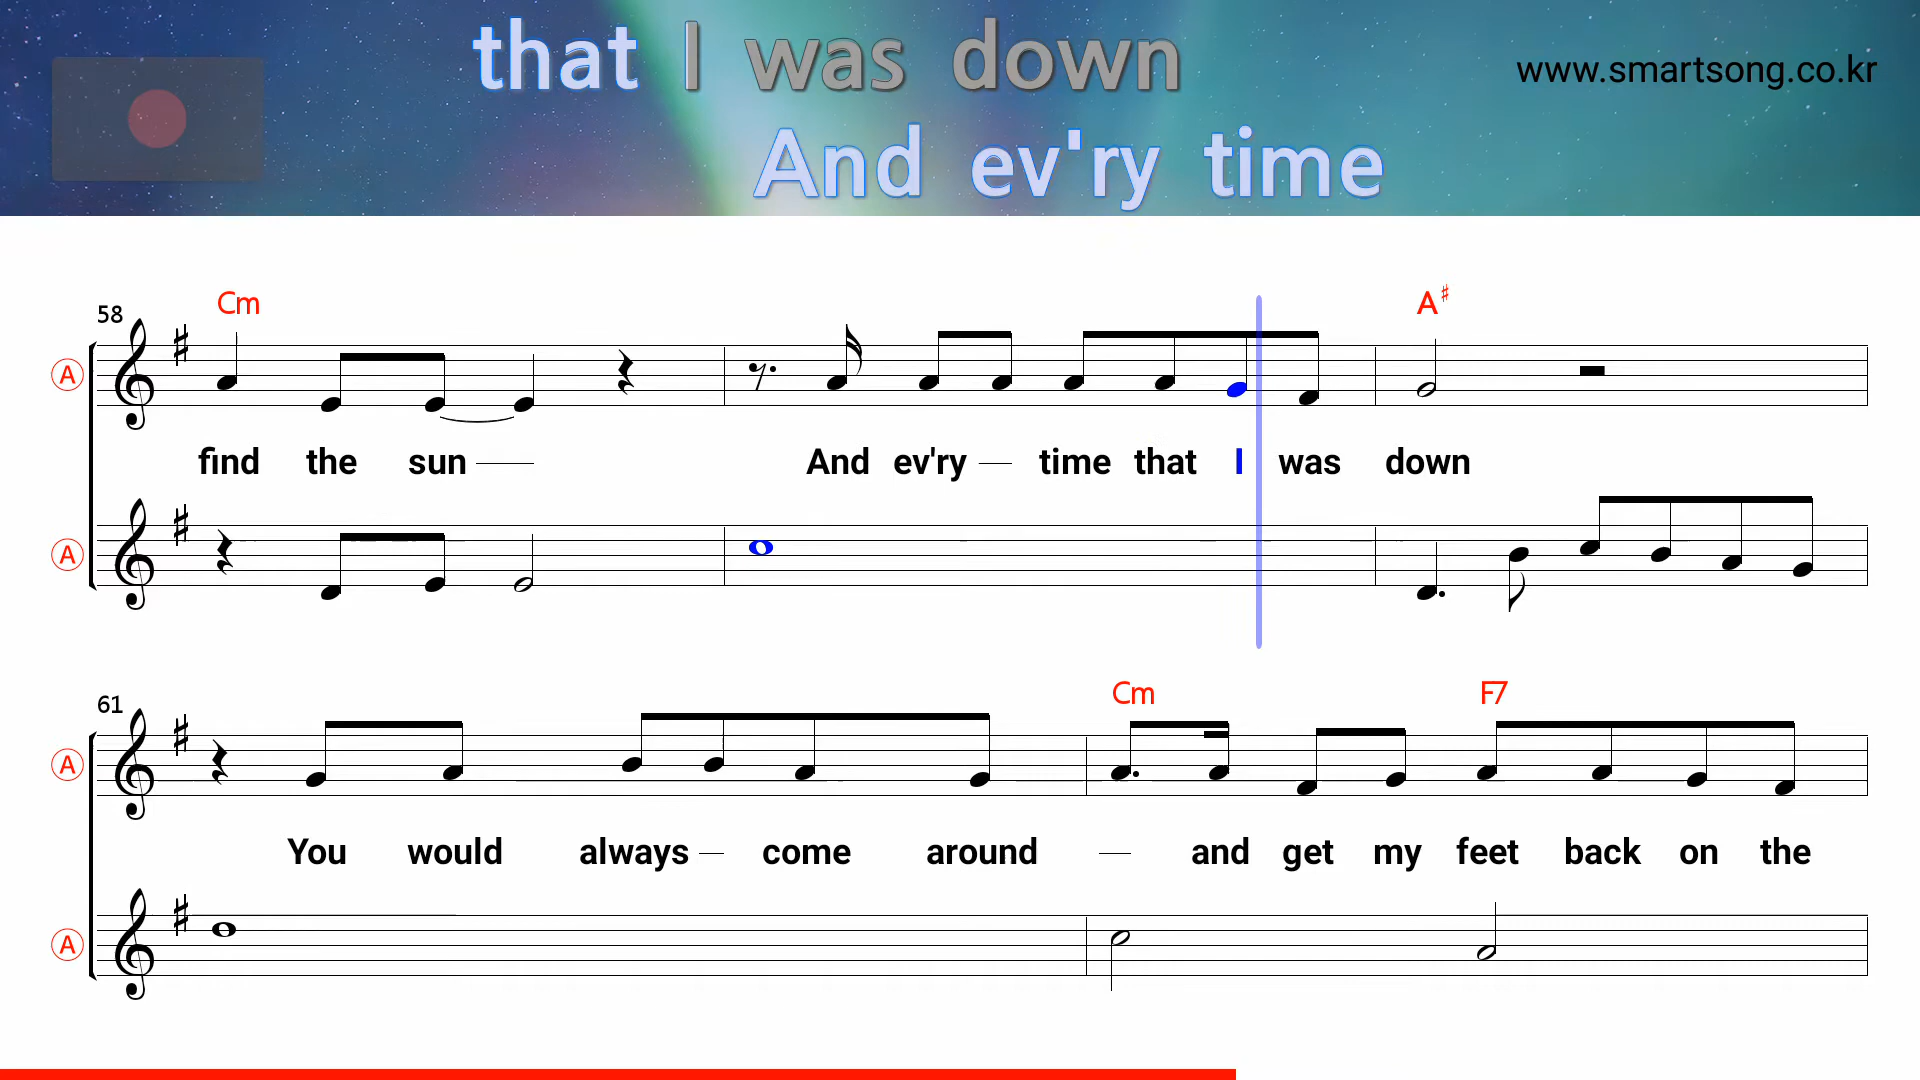 that I was down
www.smartsong.co.kr
And ev'ry time
58
Cm
A♯
A
find the sun And ev'ry time that I was down
A
61
Cm F7
A
You would always come around and get my feet back on the
A